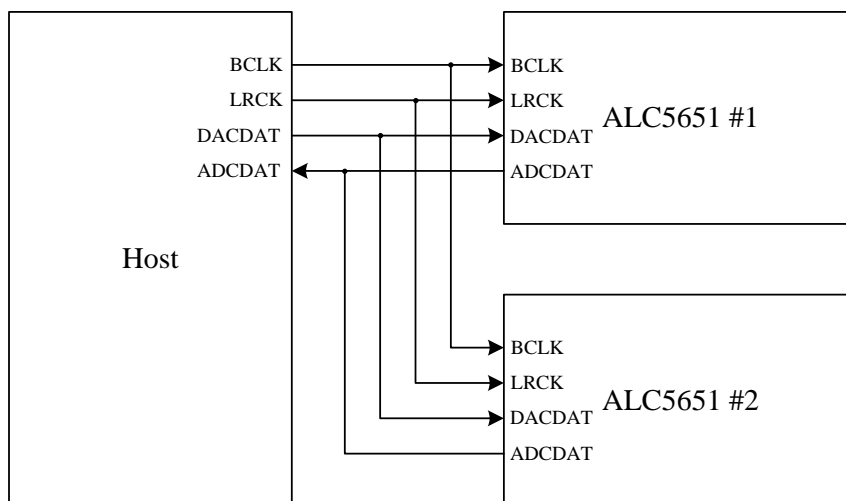 BCLK
LRCK
DACDAT
ADCDAT
Host
BCLK
LRCK
DACDAT
ADCDAT
ALC5651 #1
BCLK
LRCK
DACDAT
ADCDAT
ALC5651 #2